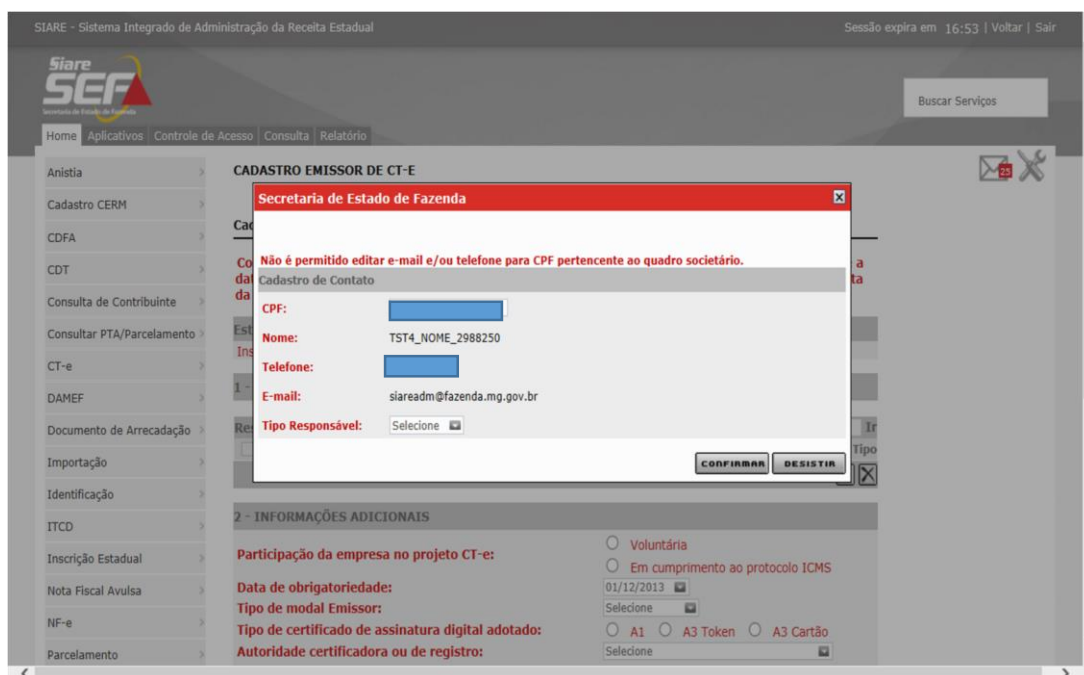 SIARE - Sistema Integrado de Administração da Receita Estadual
Sessão expira em 16:53 | Voltar | Sair
Siare
SEF
Secretaria de Estado de Fazenda
Buscar Serviços
Home Aplicativos Controle de Acesso Consulta Relatório
Anistia
Cadastro CERM
CDFA
CDT
Consulta de Contribuinte
Consultar PTA/Parcelamento
CT-e
DAMEF
Documento de Arrecadação
Importação
Identificação
ITCD
Inscrição Estadual
Nota Fiscal Avulsa
NF-e
Parcelamento
25
CADASTRO EMISSOR DE CT-E
Secretaria de Estado de Fazenda
Não é permitido editar e-mail e/ou telefone para CPF pertencente ao quadro societário.
Cadastro de Contato
CPF:
Nome: TST4_NOME_2988250
Telefone:
E-mail: siareadm@fazenda.mg.gov.br
Tipo Responsável: Selecione
CONFIRMAR DESISTIR
Tipo
2 - INFORMAÇÕES ADICIONAIS
Participação da empresa no projeto CT-e:
Voluntária
Em cumprimento ao protocolo ICMS
Data de obrigatoriedade: 01/12/2013
Tipo de modal Emissor: Selecione
Tipo de certificado de assinatura digital adotado: A1 A3 Token A3 Cartão
Autoridade certificadora ou de registro: Selecione